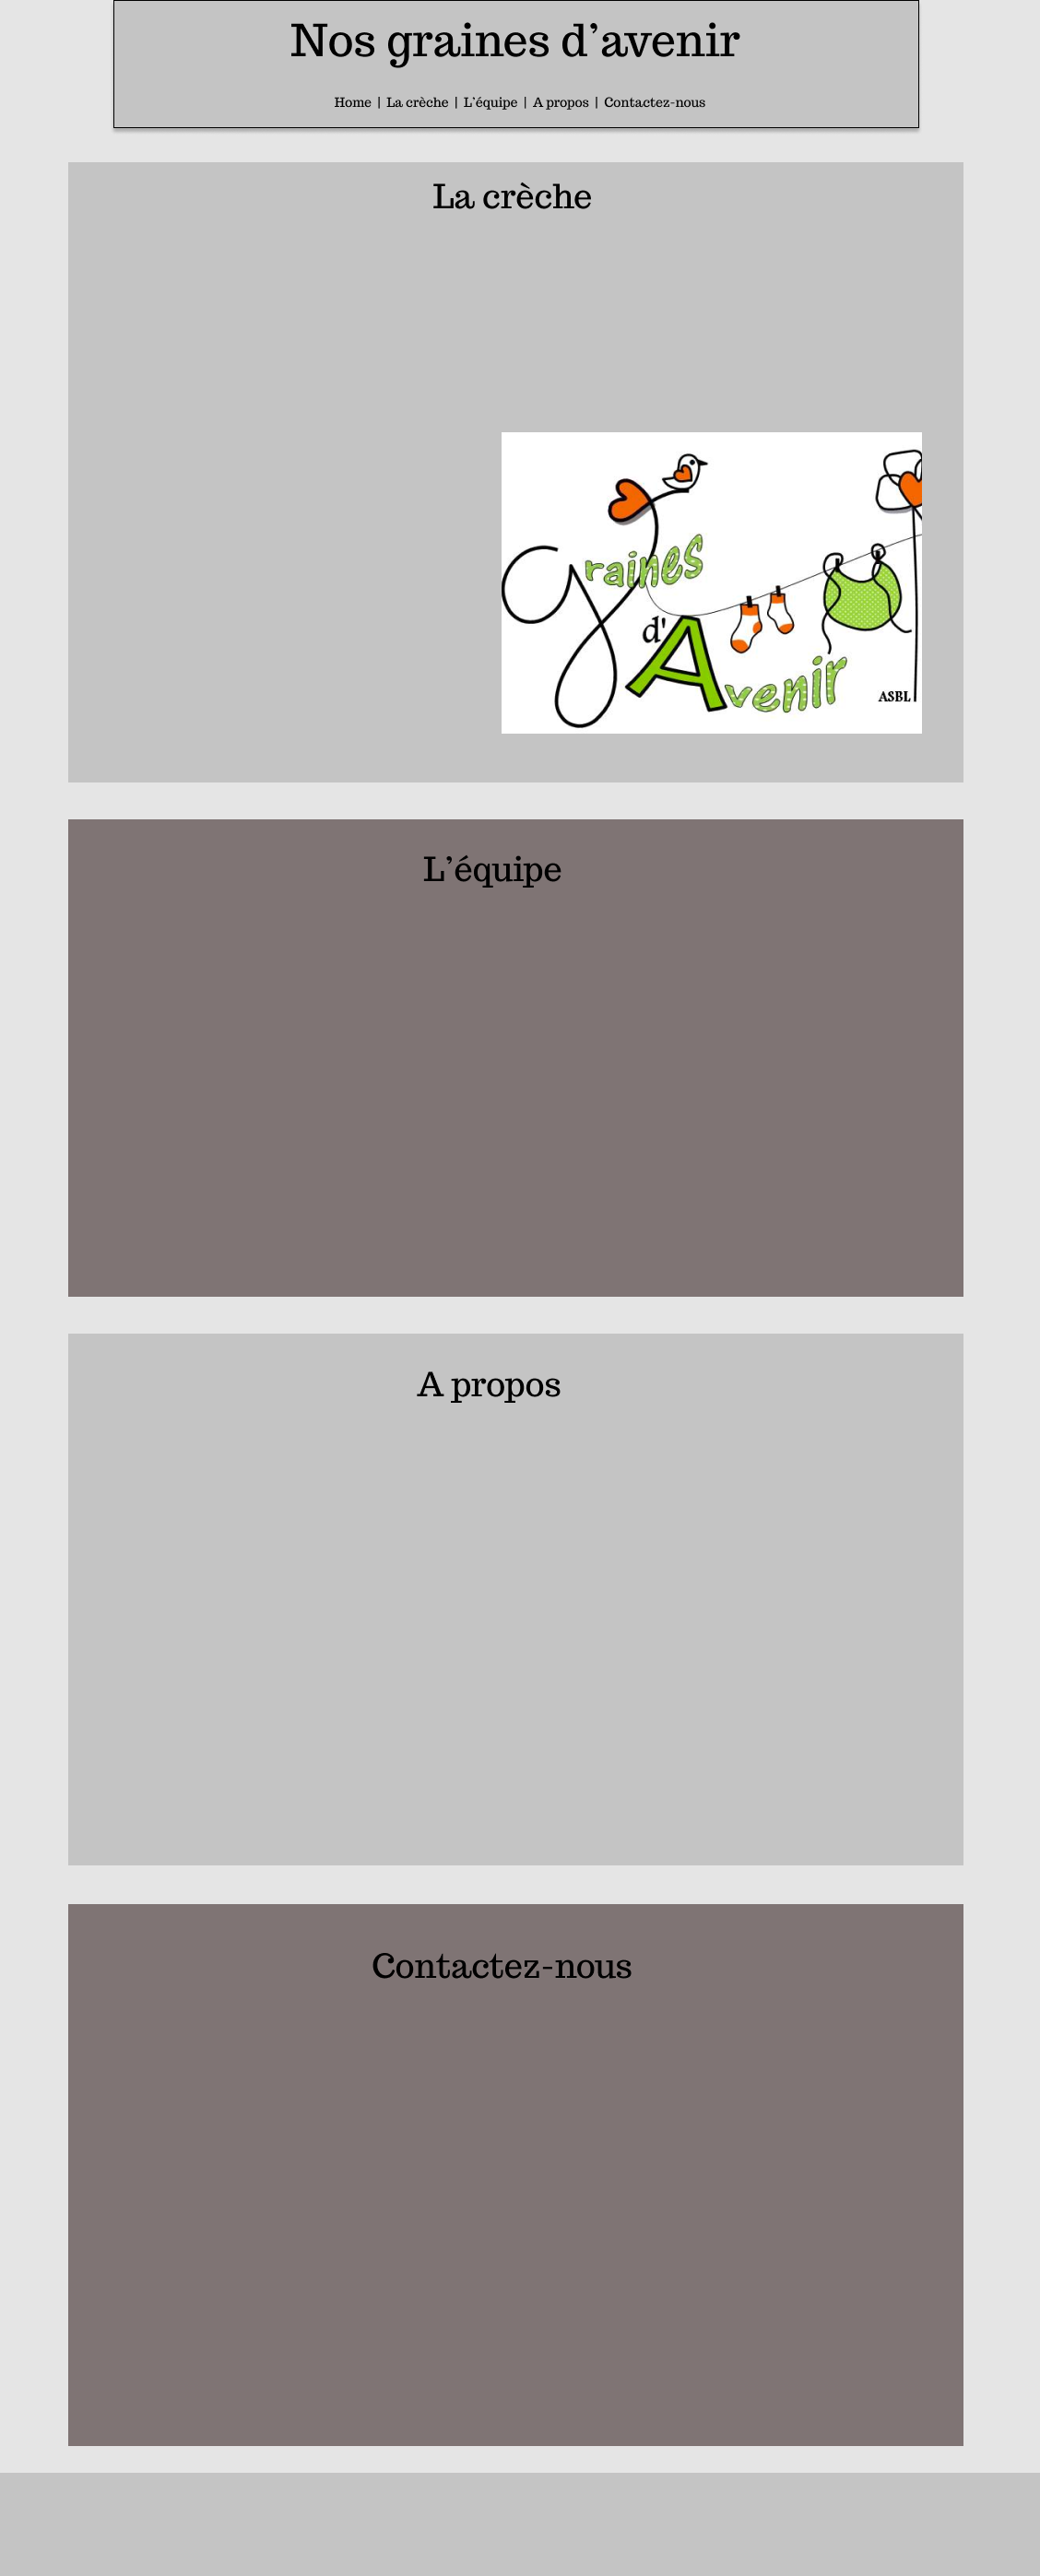 Nos graines d’avenir
Home | La crèche | L’équipe | A propos | Contactez-nous
La crèche
graines
d'Avenir
ASBL
L’équipe
A propos
Contactez-nous